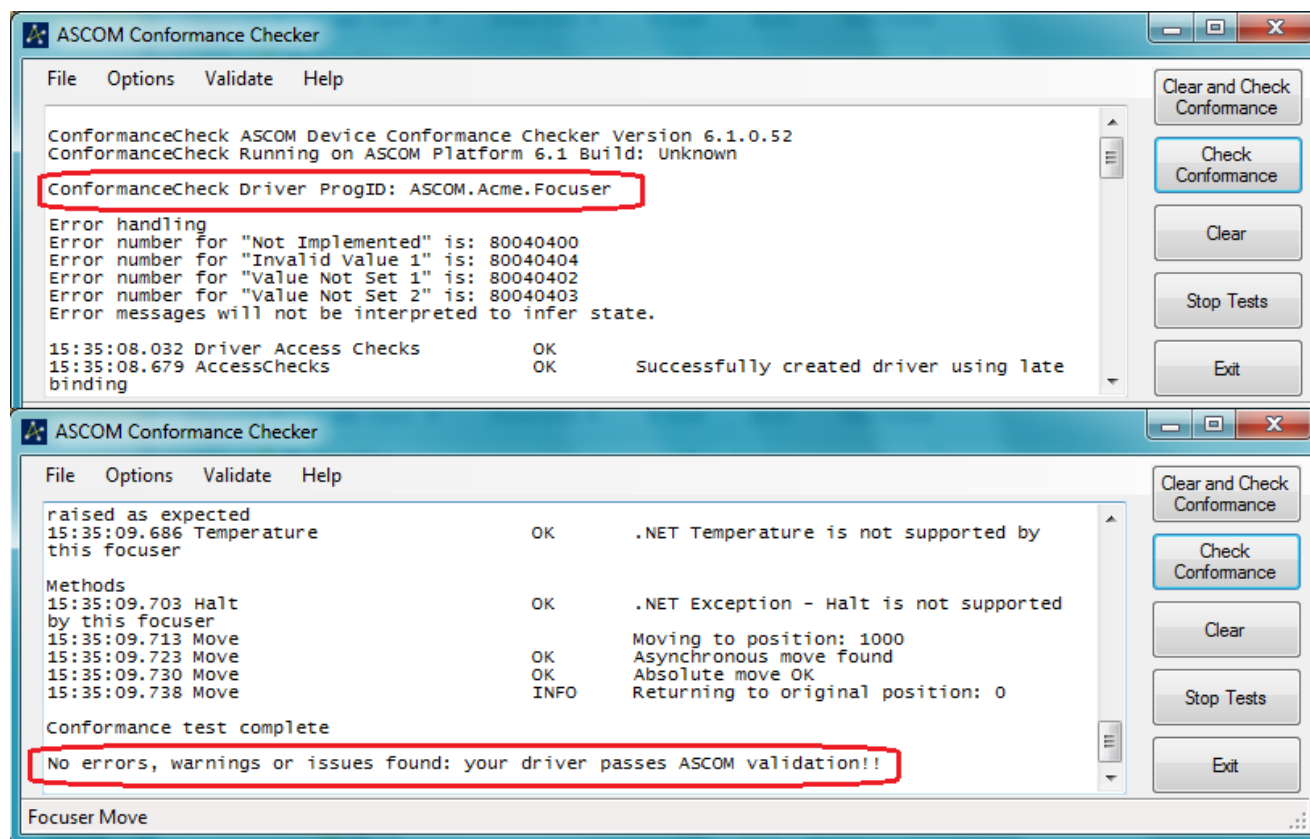 ASCOM Conformance Checker
File Options Validate Help
ConformanceCheck ASCOM Device Conformance Checker Version 6.1.0.52
ConformanceCheck Running on ASCOM Platform 6.1 Build: Unknown
ConformanceCheck Driver ProgID: ASCOM.Acme.Focuser
Error handling
Error number for "Not Implemented" is: 80040400
Error number for "Invalid Value 1" is: 80040404
Error number for "Value Not Set 1" is: 80040402
Error number for "Value Not Set 2" is: 80040403
Error messages will not be interpreted to infer state.
15:35:08.032 Driver Access Checks OK
15:35:08.679 AccessChecks OK Successfully created driver using late
binding
Clear and Check
Conformance
Check
Conformance
Clear
Stop Tests
Exit
ASCOM Conformance Checker
File Options Validate Help
raised as expected
15:35:09.686 Temperature OK .NET Temperature is not supported by
this focuser
Methods
15:35:09.703 Halt OK .NET Exception - Halt is not supported
by this focuser
15:35:09.713 Move Moving to position: 1000
15:35:09.723 Move OK Asynchronous move found
15:35:09.730 Move OK Absolute move OK
15:35:09.738 Move INFO Returning to original position: 0
Conformance test complete
No errors, warnings or issues found: your driver passes ASCOM validation!!
Clear and Check
Conformance
Check
Conformance
Clear
Stop Tests
Exit
Focuser Move